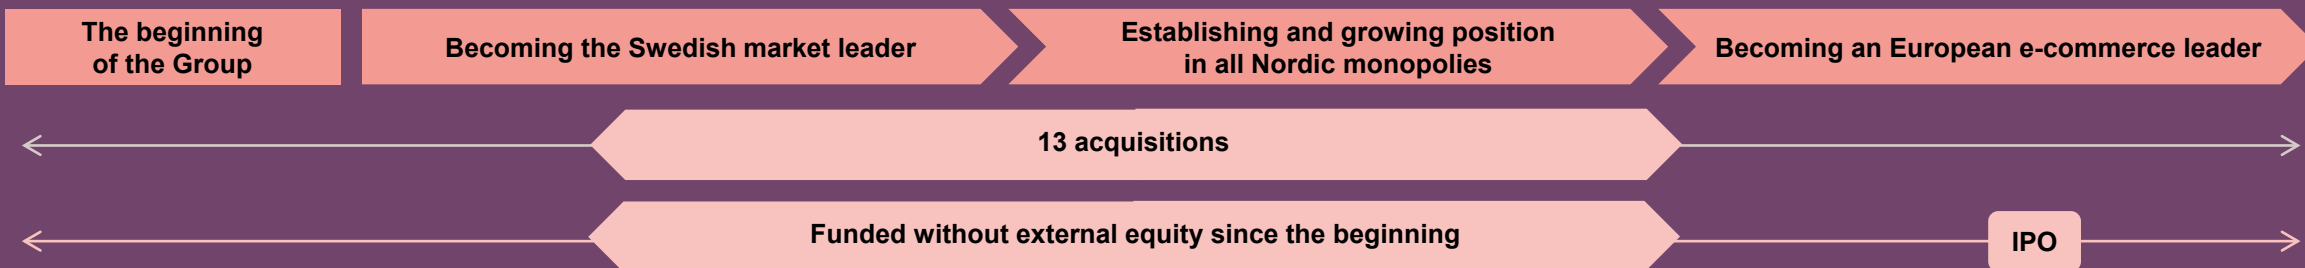 The beginning
of the Group
Becoming the Swedish market leader
Establishing and growing position
in all Nordic monopolies
Becoming an European e-commerce leader
13 acquisitions
Funded without external equity since the beginning
IPO